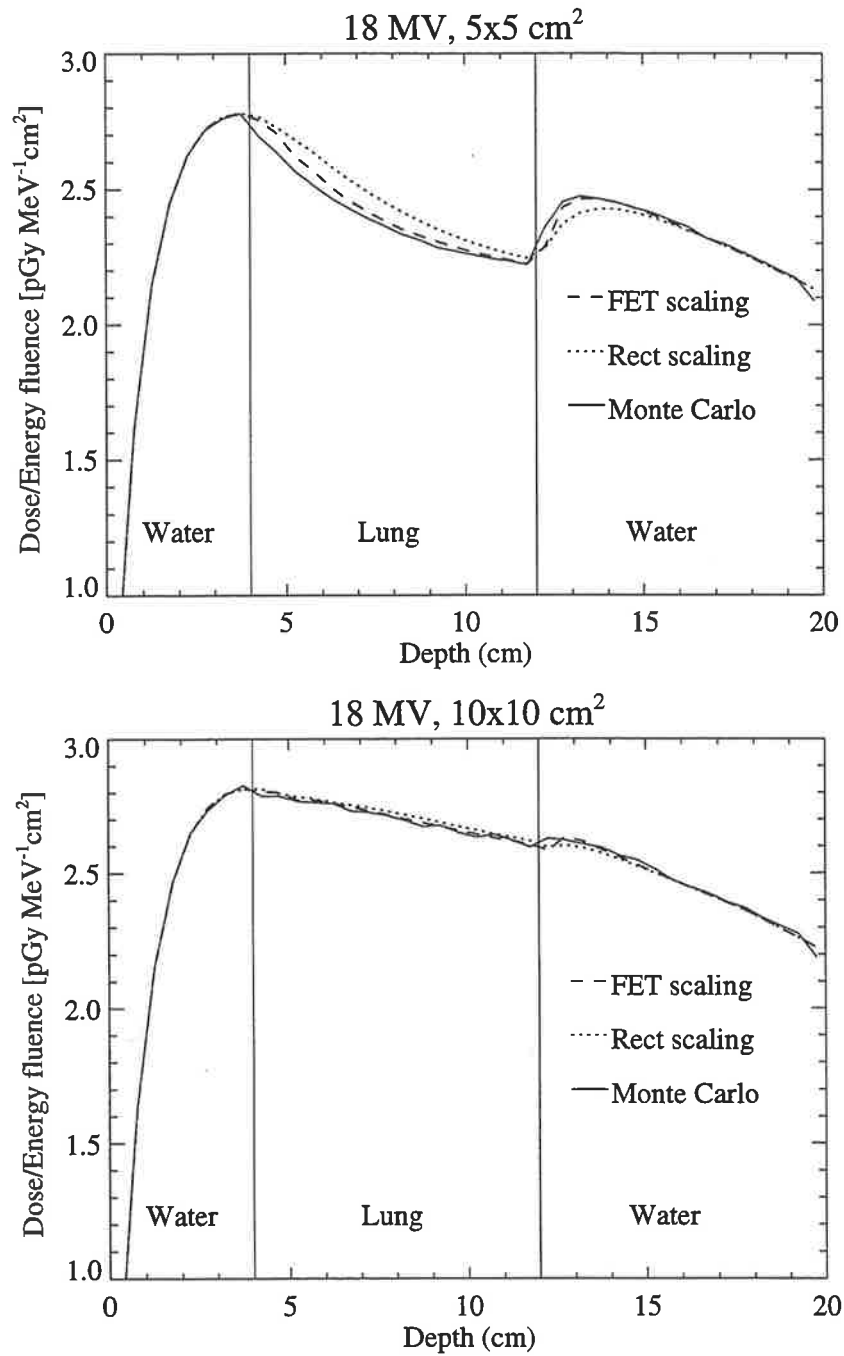 18 MV, 5x5 cm²
Dose/Energy fluence [pGy MeV⁻¹cm²]
3.0
2.5
2.0
1.5
1.0
FET scaling
Rect scaling
Monte Carlo
Water Lung Water
0 5 10 15 20
Depth (cm)
18 MV, 10x10 cm²
Dose/Energy fluence [pGy MeV⁻¹cm²]
3.0
2.5
2.0
1.5
1.0
FET scaling
Rect scaling
Monte Carlo
Water Lung Water
0 5 10 15 20
Depth (cm)